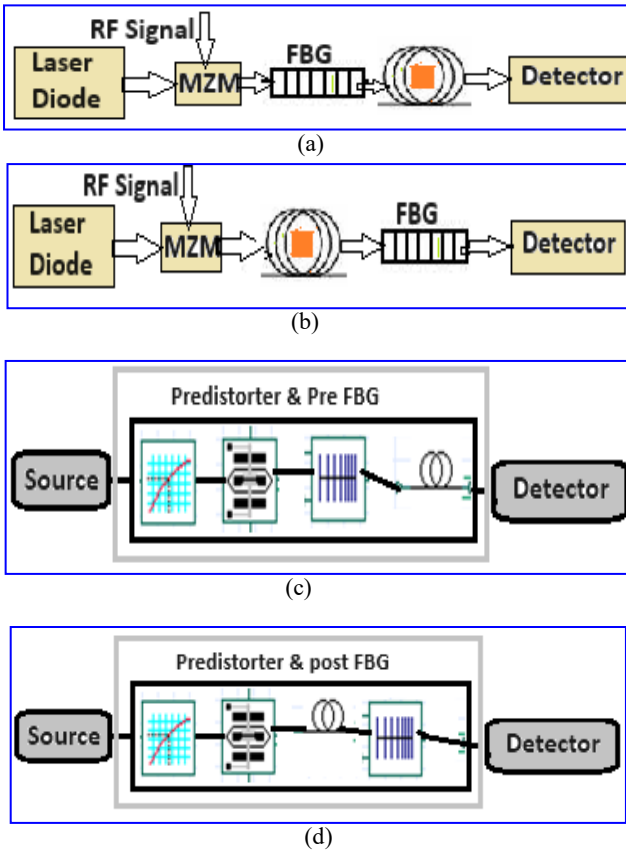 RF Signal
Laser
Diode
MZM
FBG
Detector
(a)
RF Signal
Laser
Diode
MZM
FBG
Detector
(b)
Predistorter & Pre FBG
Source
Detector
(c)
Predistorter & post FBG
Source
Detector
(d)